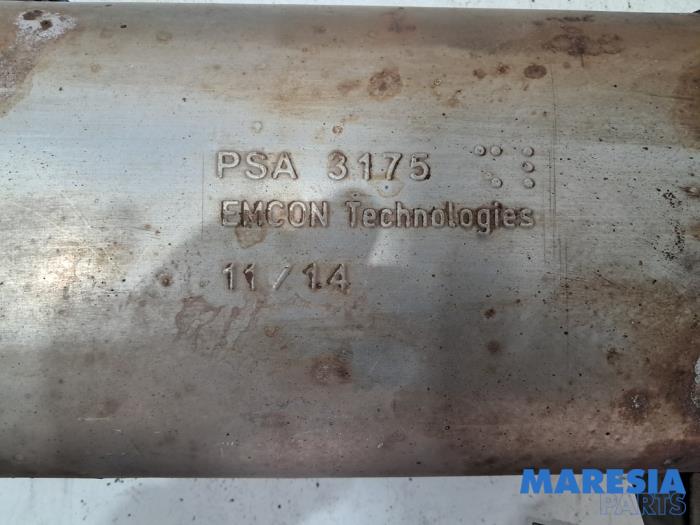 PSA 3175
EMCON Technologies
11/14
MARESIA
PARTS